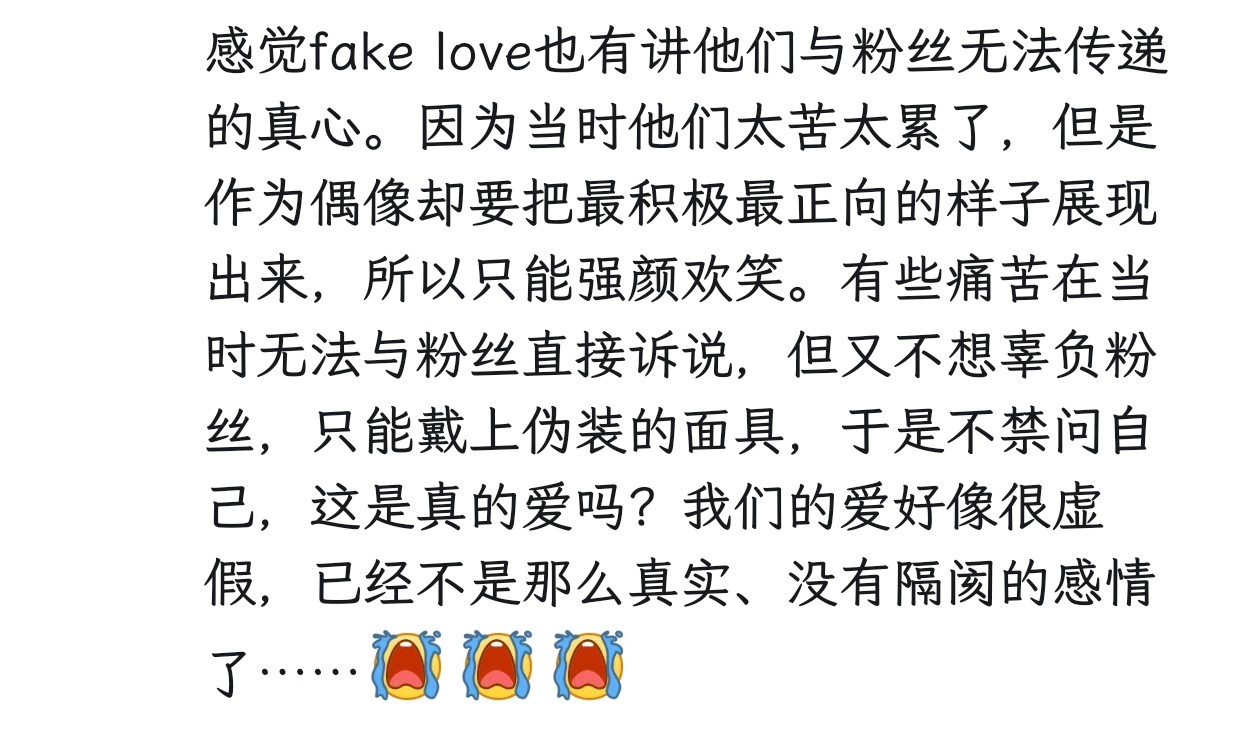 感觉fake love也有讲他们与粉丝无法传递
的真心。因为当时他们太苦太累了，但是
作为偶像却要把最积极最正向的样子展现
出来，所以只能强颜欢笑。有些痛苦在当
时无法与粉丝直接诉说，但又不想辜负粉
丝，只能戴上伪装的面具，于是不禁问自
己，这是真的爱吗？我们的爱好像很虚
假，已经不是那么真实、没有隔阂的感情
了……😭😭😭